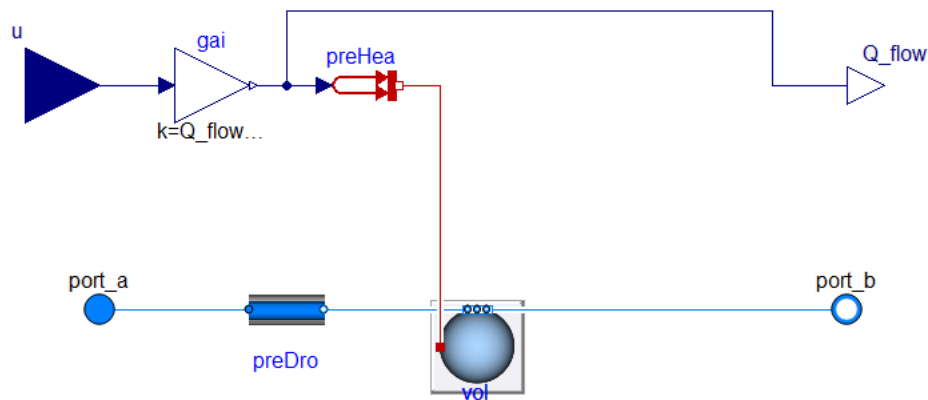 u
gai
preHea
Q_flow
k=Q_flow...
port_a
port_b
preDro
vol